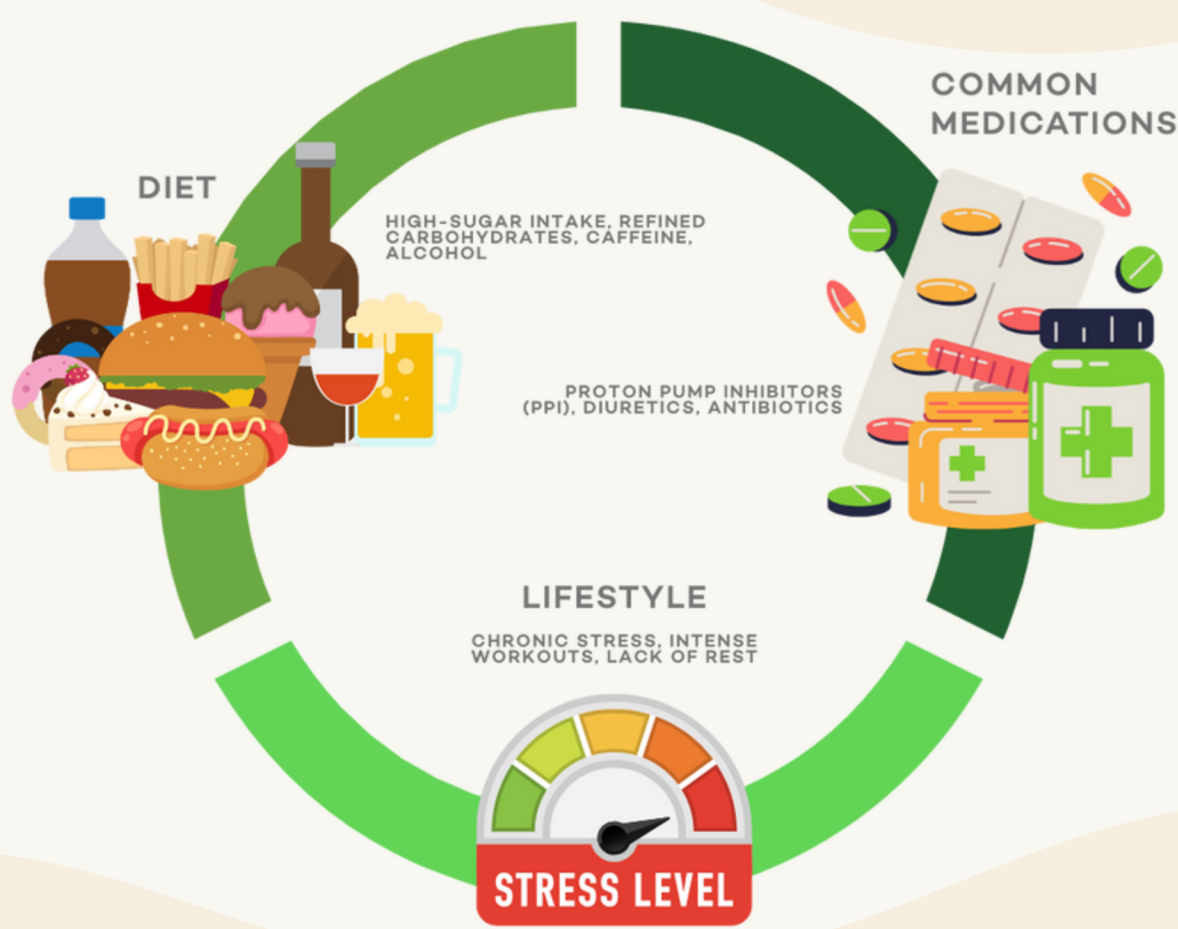 DIET
HIGH-SUGAR INTAKE, REFINED
CARBOHYDRATES, CAFFEINE,
ALCOHOL
COMMON
MEDICATIONS
PROTON PUMP INHIBITORS
(PPI), DIURETICS, ANTIBIOTICS
LIFESTYLE
CHRONIC STRESS, INTENSE
WORKOUTS, LACK OF REST
STRESS LEVEL